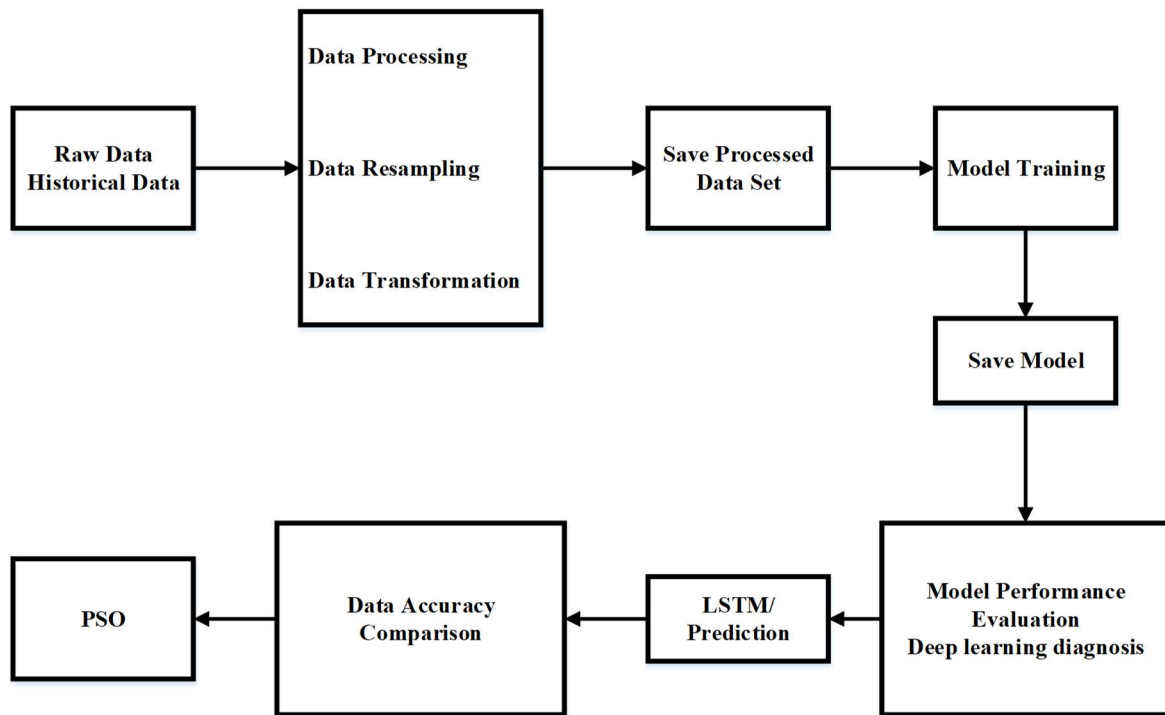 Raw Data
Historical Data
Data Processing
Data Resampling
Data Transformation
Save Processed
Data Set
Model Training
Save Model
Model Performance
Evaluation
Deep learning diagnosis
LSTM/
Prediction
Data Accuracy
Comparison
PSO